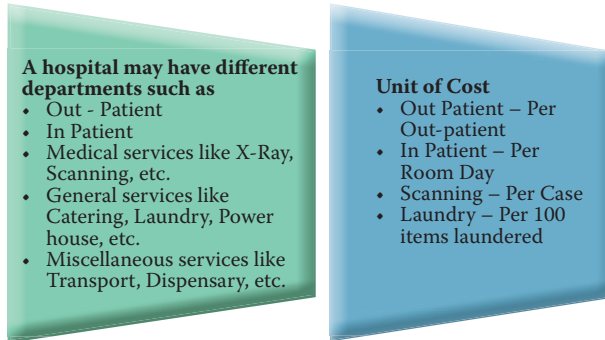 A hospital may have different
departments such as
• Out - Patient
• In Patient
• Medical services like X-Ray,
Scanning, etc.
• General services like
Catering, Laundry, Power
house, etc.
• Miscellaneous services like
Transport, Dispensary, etc.
Unit of Cost
• Out Patient – Per
Out-patient
• In Patient – Per
Room Day
• Scanning – Per Case
• Laundry – Per 100
items laundered